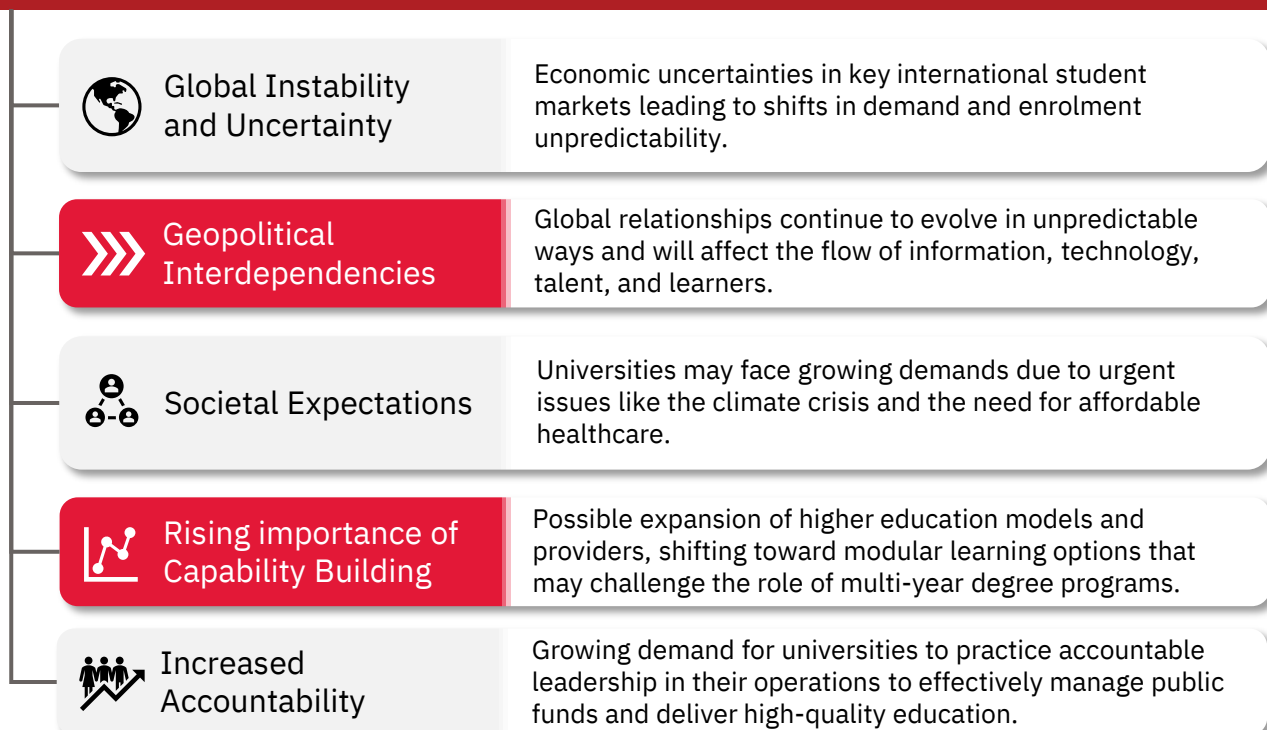 Global Instability
and Uncertainty
Economic uncertainties in key international student
markets leading to shifts in demand and enrolment
unpredictability.
Geopolitical
Interdependencies
Global relationships continue to evolve in unpredictable
ways and will affect the flow of information, technology,
talent, and learners.
Societal Expectations
Universities may face growing demands due to urgent
issues like the climate crisis and the need for affordable
healthcare.
Rising importance of
Capability Building
Possible expansion of higher education models and
providers, shifting toward modular learning options that
may challenge the role of multi-year degree programs.
Increased
Accountability
Growing demand for universities to practice accountable
leadership in their operations to effectively manage public
funds and deliver high-quality education.